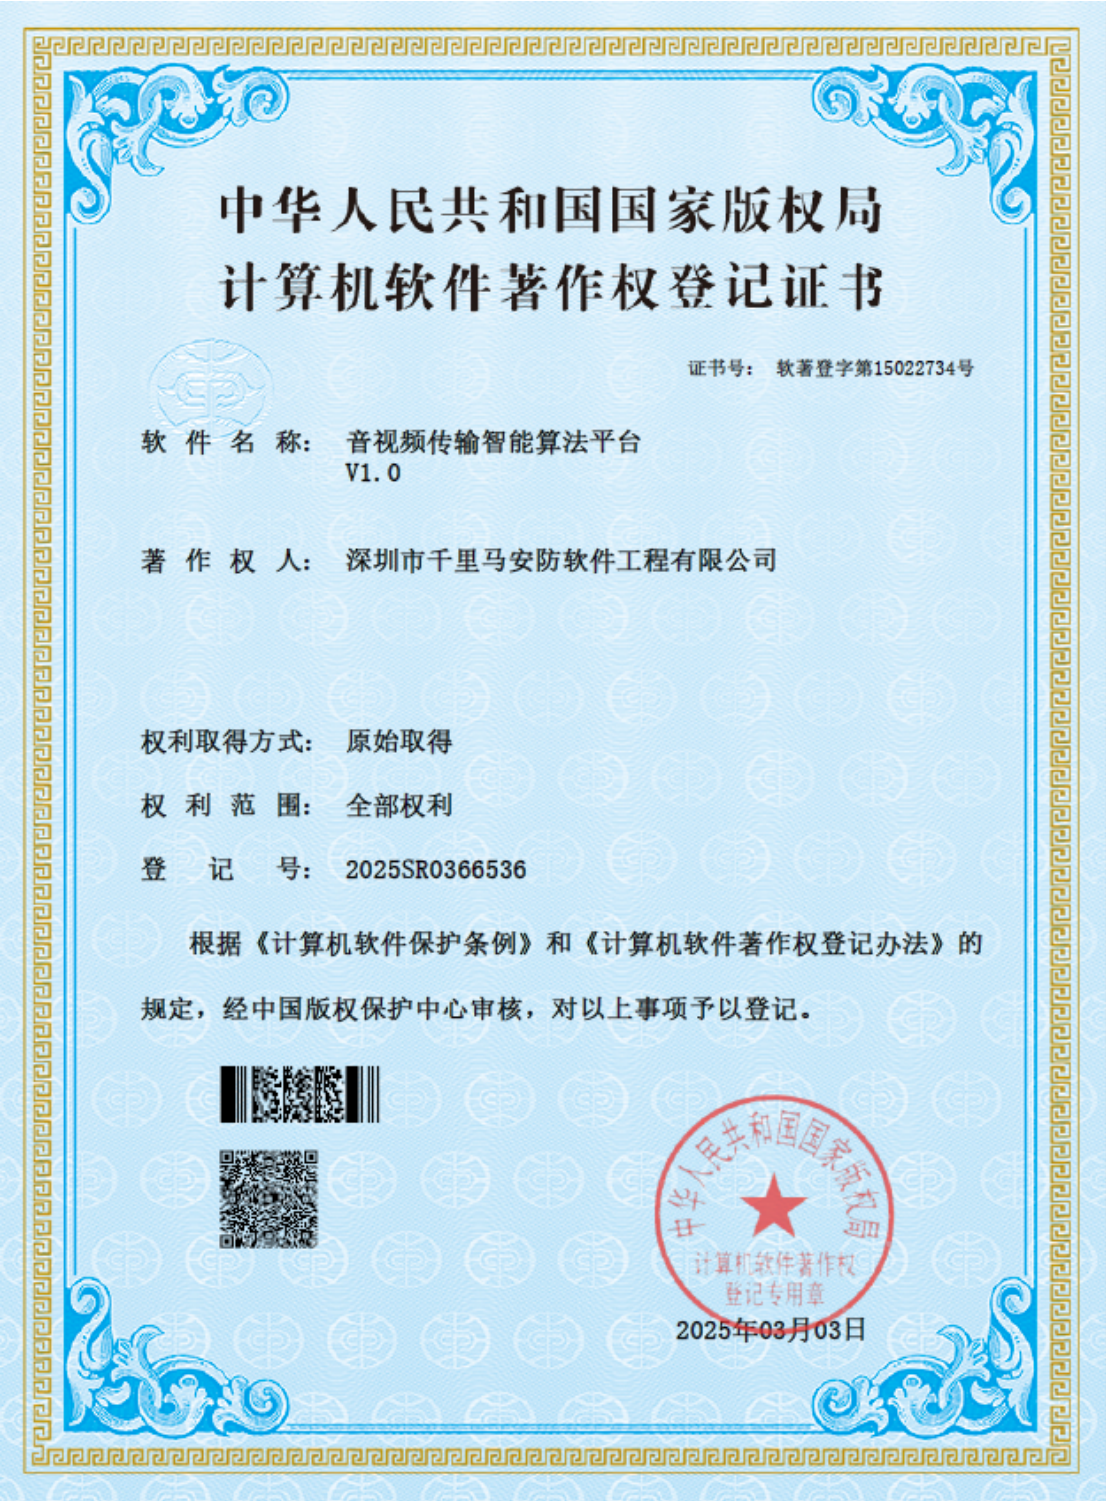 中华人民共和国国家版权局
计算机软件著作权登记证书
证书号： 软著登字第15022734号
软件名称： 音视频传输智能算法平台
V1.0
著作权人： 深圳市千里马安防软件工程有限公司
权利取得方式： 原始取得
权利范围： 全部权利
登记号： 2025SR0366536
根据《计算机软件保护条例》和《计算机软件著作权登记办法》的
规定，经中国版权保护中心审核，对以上事项予以登记。
中华人民共和国国家版权局
计算机软件著作权
登记专用章
2025年03月03日